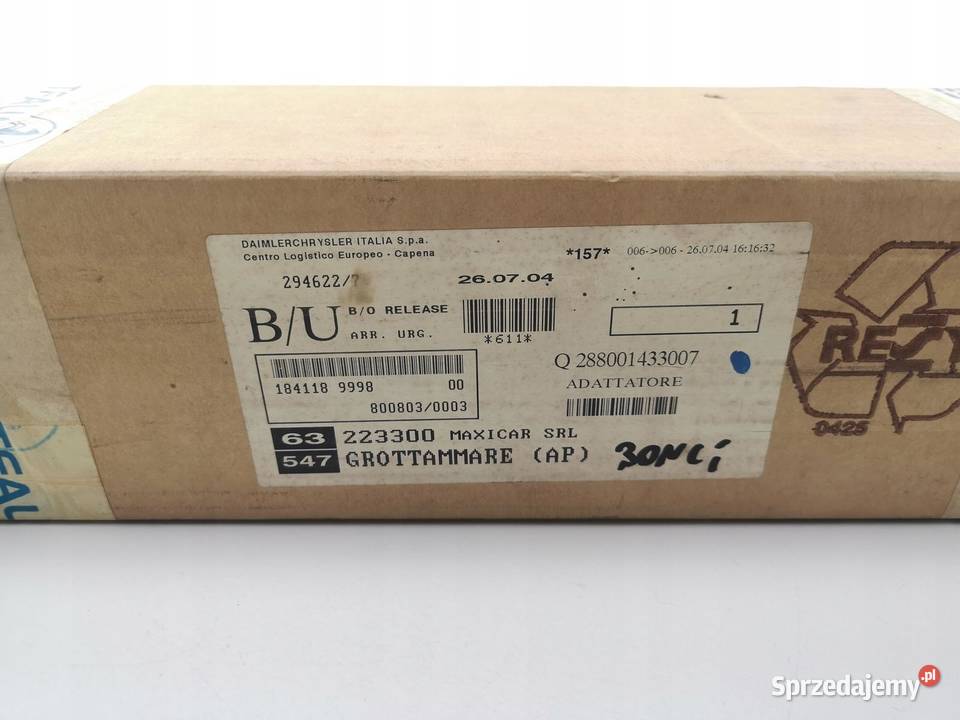 DAIMLERCHRYSLER ITALIA S.p.a.
Centro Logistico Europeo - Capena
*157* 006->006 - 26.07.04 16:16:32
294622/7 26.07.04
B/U B/O RELEASE
ARR. URG.
*611*
1
Q 288001433007
ADATTATORE
184118 9998 00
800803/0003
63 223300 MAXICAR SRL
547 GROTTAMMARE (AP)
BONCi
0425
Sprzedajemy.pl